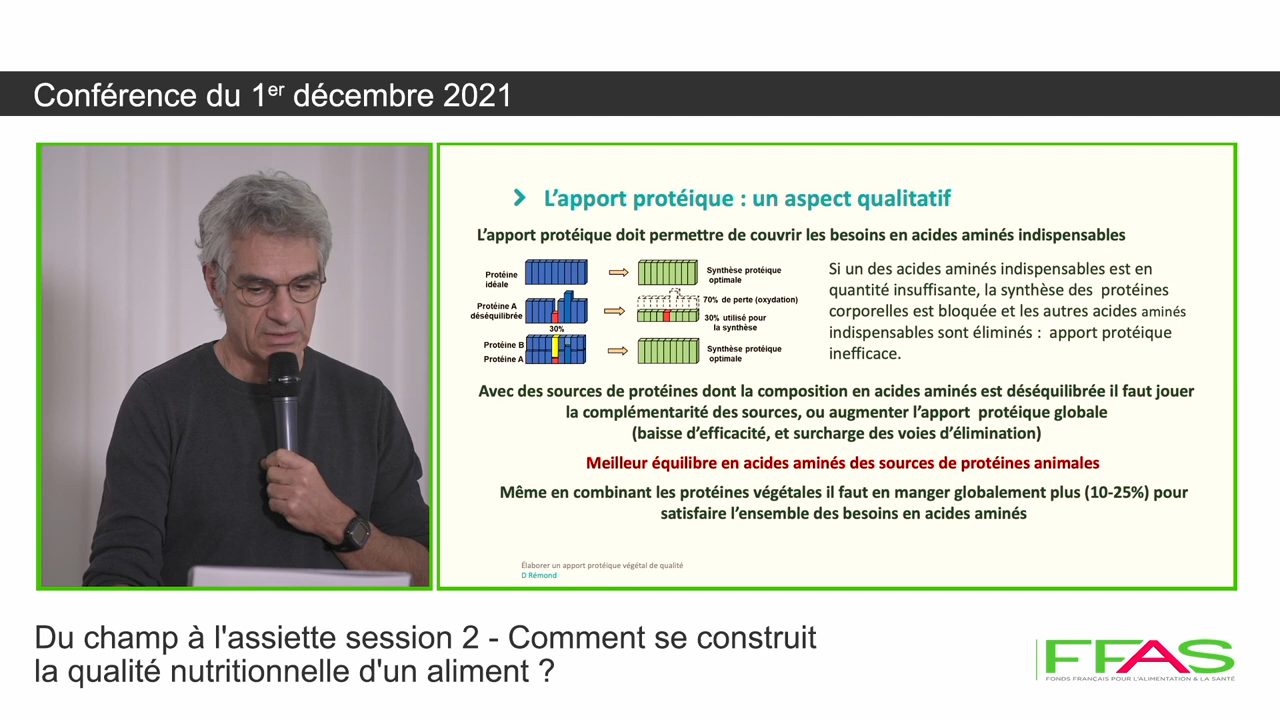 Conférence du 1er décembre 2021
L'apport protéique : un aspect qualitatif
L'apport protéique doit permettre de couvrir les besoins en acides aminés indispensables
Protéine
idéale
Synthèse protéique
optimale
Protéine A
déséquilibrée
30%
70% de perte (oxydation)
30% utilisé pour
la synthèse
Protéine B
Protéine A
Synthèse protéique
optimale
Si un des acides aminés indispensables est en
quantité insuffisante, la synthèse des protéines
corporelles est bloquée et les autres acides aminés
indispensables sont éliminés : apport protéique
inefficace.
Avec des sources de protéines dont la composition en acides aminés est déséquilibrée il faut jouer
la complémentarité des sources, ou augmenter l'apport protéique globale
(baisse d'efficacité, et surcharge des voies d'élimination)
Meilleur équilibre en acides aminés des sources de protéines animales
Même en combinant les protéines végétales il faut en manger globalement plus (10-25%) pour
satisfaire l'ensemble des besoins en acides aminés
Élaborer un apport protéique végétal de qualité
D Rémond
Du champ à l'assiette session 2 - Comment se construit
la qualité nutritionnelle d'un aliment ?
FFAS
FONDS FRANÇAIS POUR L'ALIMENTATION & LA SANTÉ